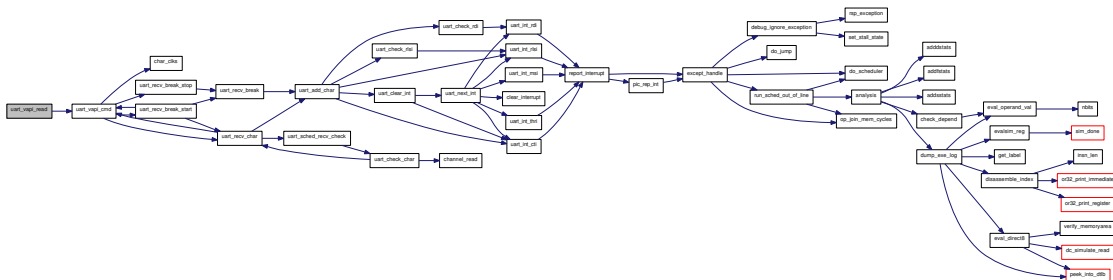 uart_vapi_read
uart_vapi_cmd
char_clks
uart_recv_break_stop
uart_recv_break_start
uart_recv_break
uart_recv_char
uart_add_char
uart_sched_recv_check
uart_check_rdi
uart_check_rlsi
uart_clear_int
uart_check_char
uart_next_int
channel_read
uart_int_rdi
uart_int_rlsi
uart_int_msi
clear_interrupt
uart_int_thri
uart_int_cti
report_interrupt
pic_rep_int
except_handle
debug_ignore_exception
do_jump
run_sched_out_of_line
rsp_exception
set_stall_state
do_scheduler
analysis
op_join_mem_cycles
adddstats
addfstats
addsstats
check_depend
dump_exe_log
eval_operand_val
evalsim_reg
get_label
disassemble_index
eval_direct8
nbits
sim_done
insn_len
or32_print_immediate
or32_print_register
verify_memoryarea
dc_simulate_read
peek_into_dtlb